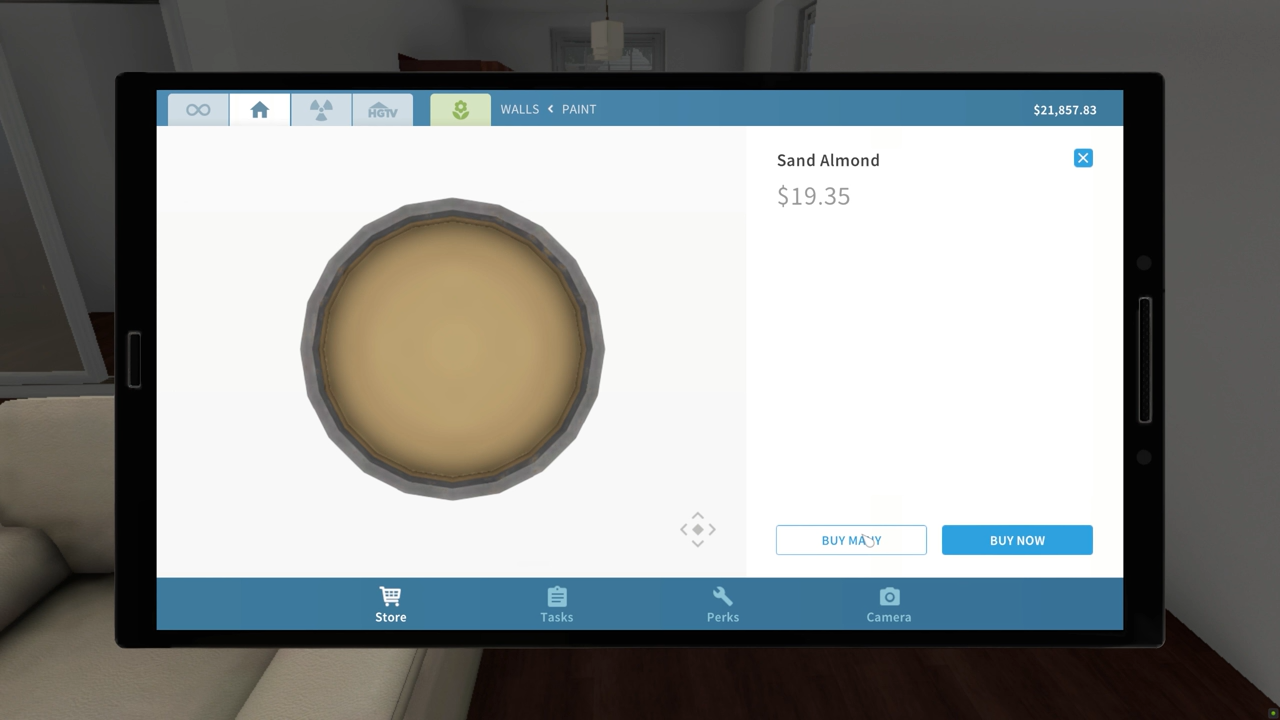 HGTV
WALLS < PAINT
$21,857.83
Sand Almond
$19.35
BUY MANY
BUY NOW
Store
Tasks
Perks
Camera